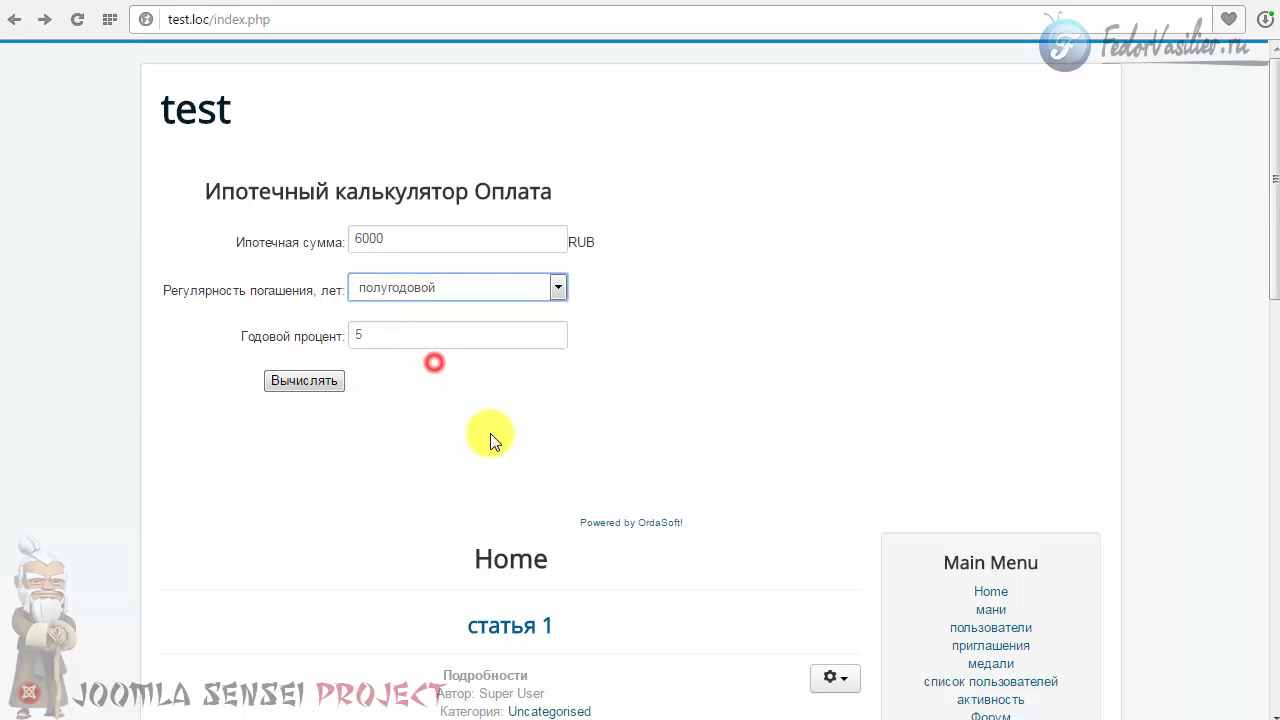 test.loc/index.php
FedorVasiliev.ru
test
Ипотечный калькулятор Оплата
Ипотечная сумма: 6000 RUB
Регулярность погашения, лет: полугодовой
Годовой процент: 5
Вычислять
Powered by OrdaSoft!
Home
статья 1
Подробности
Автор: Super User
Категория: Uncategorised
Main Menu
Home
мани
пользователи
приглашения
медали
список пользователей
активность
Форум
JOOMLA SENSEI PROJECT